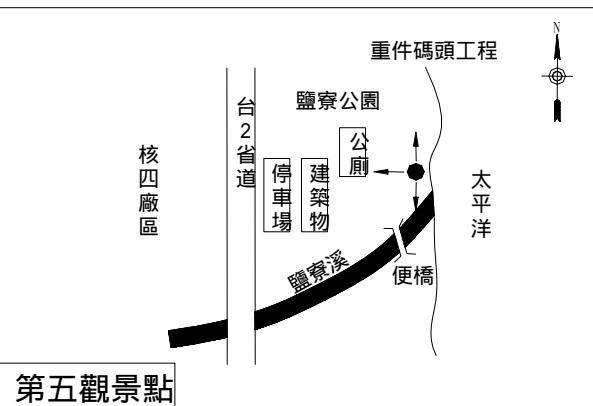 N
重件碼頭工程
鹽寮公園
台2省道
公廁
核四廠區
停車場
建築物
太平洋
鹽寮溪
便橋
第五觀景點